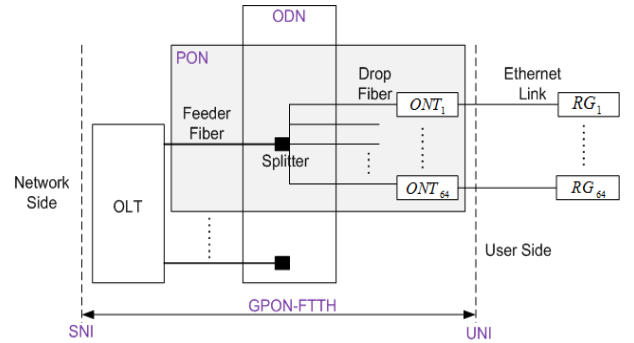 ODN
PON
Drop
Fiber
Ethernet
Link
Feeder
Fiber
ONT1
RG1
Splitter
Network
Side
OLT
ONT64
RG64
User Side
GPON-FTTH
SNI
UNI